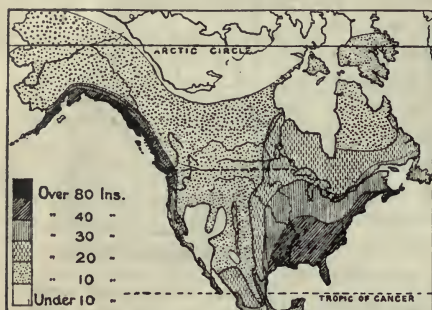 ARCTIC CIRCLE
Over 80 Ins.
" 40 "
" 30 "
" 20 "
" 10 "
Under 10 "
TROPIC OF CANCER